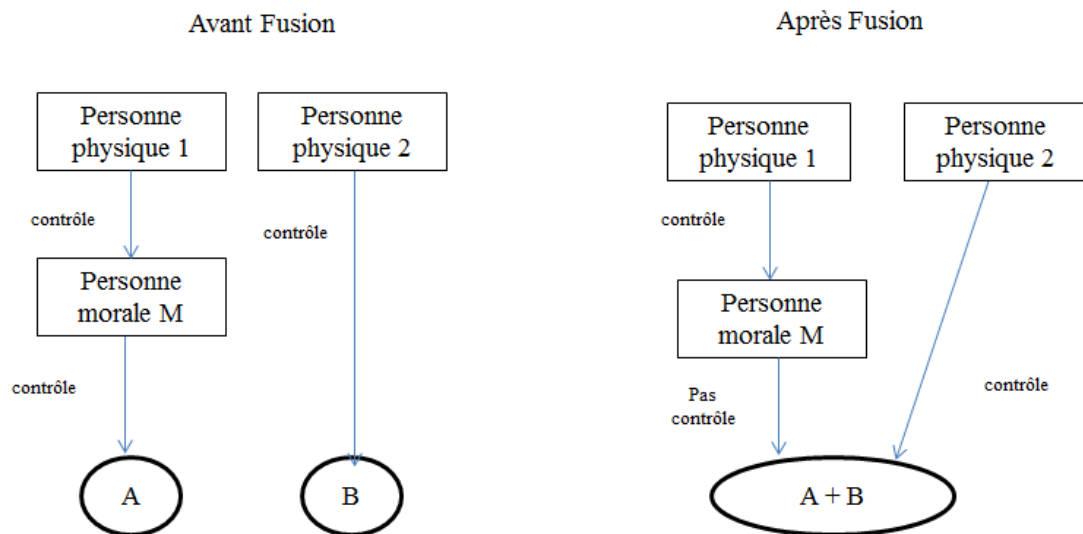 Avant Fusion
Personne
physique 1
Personne
physique 2
contrôle
contrôle
Personne
morale M
contrôle
A
B
Après Fusion
Personne
physique 1
Personne
physique 2
contrôle
Personne
morale M
Pas
contrôle
contrôle
A + B